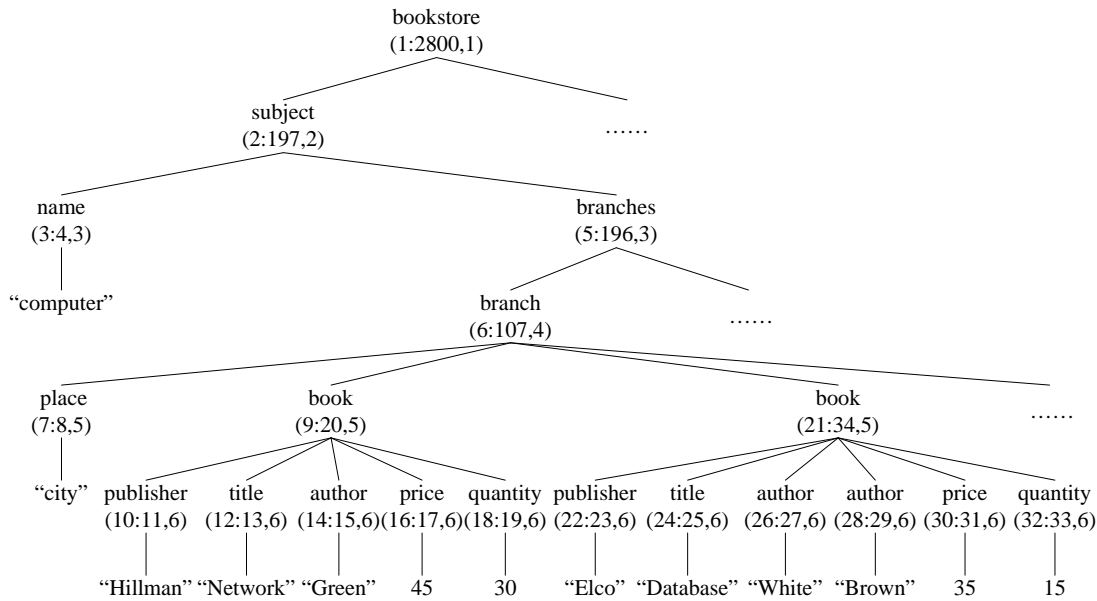 bookstore
(1:2800,1)
subject
(2:197,2)
......
name
(3:4,3)
branches
(5:196,3)
“computer”
branch
(6:107,4)
......
place
(7:8,5)
book
(9:20,5)
book
(21:34,5)
......
“city” publisher title author price quantity publisher title author author price quantity
(10:11,6) (12:13,6) (14:15,6) (16:17,6) (18:19,6) (22:23,6) (24:25,6) (26:27,6) (28:29,6) (30:31,6) (32:33,6)
“Hillman” “Network” “Green” 45 30 “Elco” “Database” “White” “Brown” 35 15